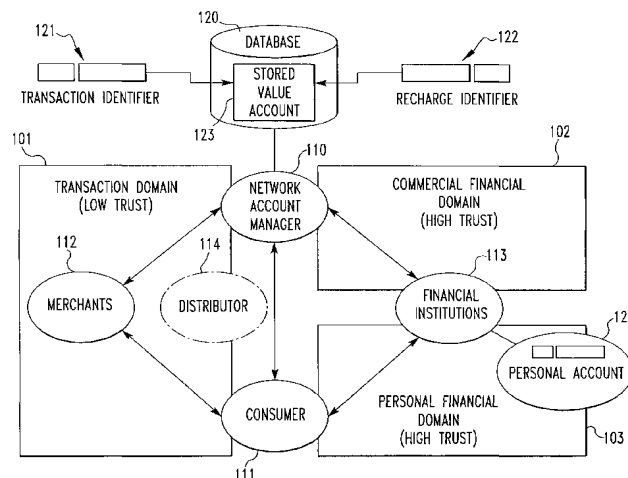 120
121
DATABASE
122
STORED
VALUE
ACCOUNT
TRANSACTION IDENTIFIER
RECHARGE IDENTIFIER
123
101
102
110
TRANSACTION DOMAIN
(LOW TRUST)
NETWORK
ACCOUNT
MANAGER
COMMERCIAL FINANCIAL
DOMAIN
(HIGH TRUST)
112
114
113
MERCHANTS
DISTRIBUTOR
FINANCIAL
INSTITUTIONS
12
PERSONAL ACCOUNT
CONSUMER
PERSONAL FINANCIAL
DOMAIN
(HIGH TRUST)
103
111